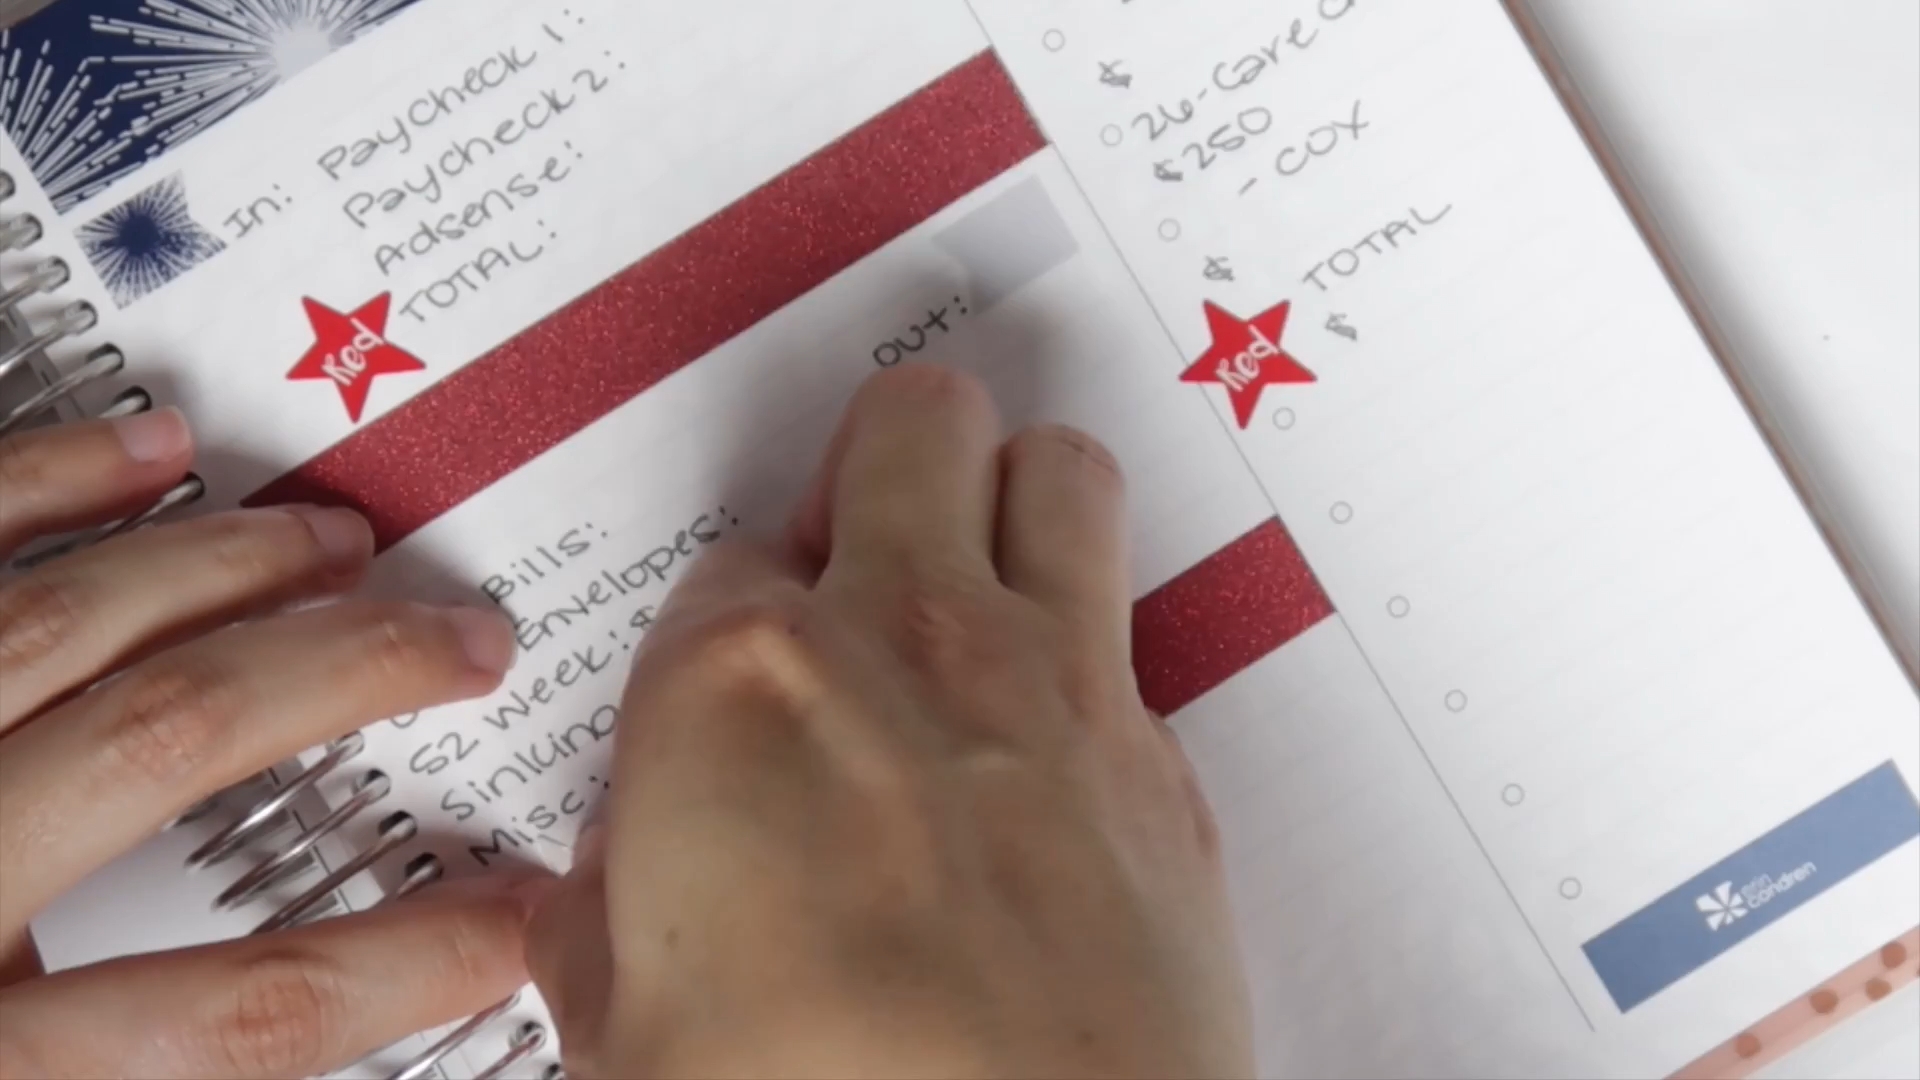 In: Paycheck 1:
Paycheck 2:
Adsense:
TOTAL:
Red
OUT:
Bills:
Envelopes:
52 Week: $
Misc:
$
26-Care
$250
- COX
$
TOTAL
$
Red
erin
condren